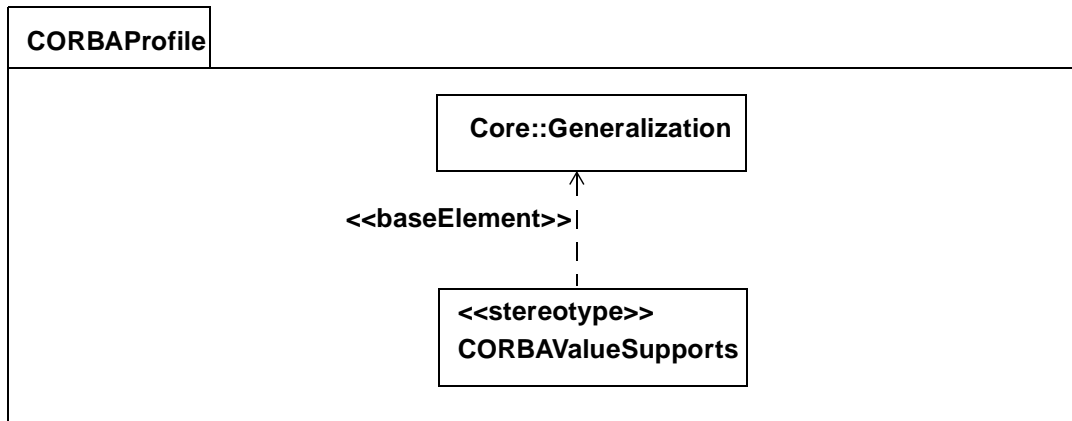 CORBAProfile
Core::Generalization
<<baseElement>>
<<stereotype>>
CORBAValueSupports